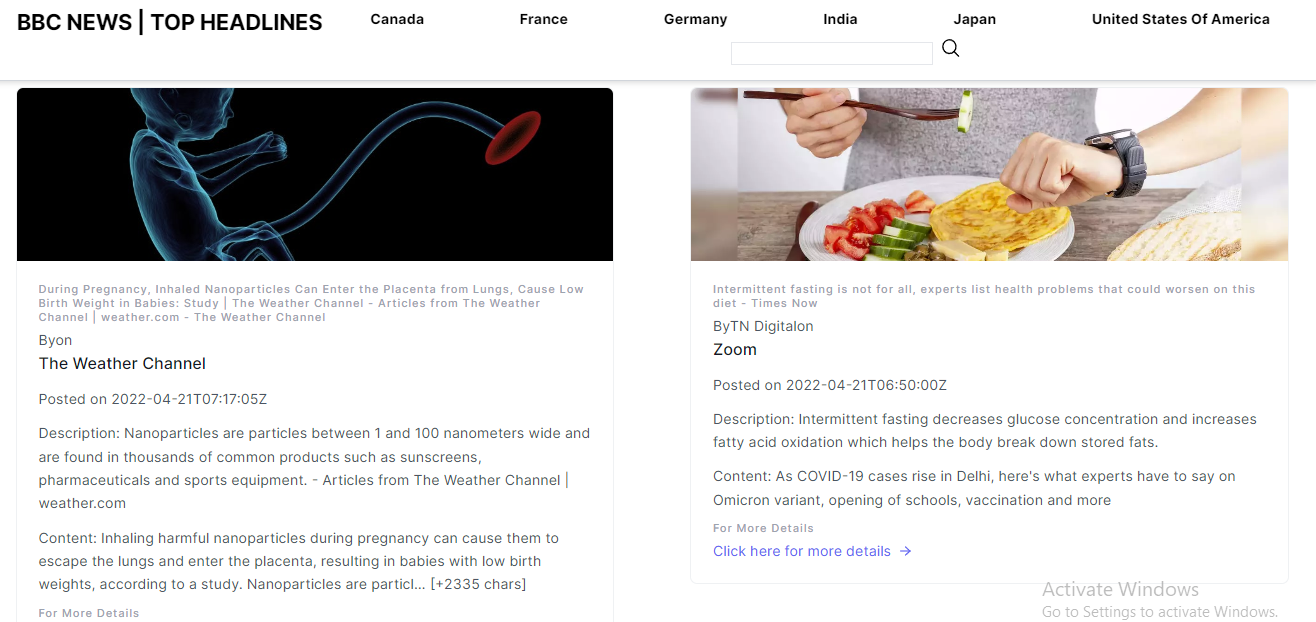 BBC NEWS | TOP HEADLINES
Canada
France
Germany
India
Japan
United States Of America
During Pregnancy, Inhaled Nanoparticles Can Enter the Placenta from Lungs, Cause Low
Birth Weight in Babies: Study | The Weather Channel - Articles from The Weather
Channel | weather.com - The Weather Channel
Byon
The Weather Channel
Posted on 2022-04-21T07:17:05Z
Description: Nanoparticles are particles between 1 and 100 nanometers wide and
are found in thousands of common products such as sunscreens,
pharmaceuticals and sports equipment. - Articles from The Weather Channel |
weather.com
Content: Inhaling harmful nanoparticles during pregnancy can cause them to
escape the lungs and enter the placenta, resulting in babies with low birth
weights, according to a study. Nanoparticles are particl... [+2335 chars]
For More Details
Intermittent fasting is not for all, experts list health problems that could worsen on this
diet - Times Now
ByTN Digitalon
Zoom
Posted on 2022-04-21T06:50:00Z
Description: Intermittent fasting decreases glucose concentration and increases
fatty acid oxidation which helps the body break down stored fats.
Content: As COVID-19 cases rise in Delhi, here's what experts have to say on
Omicron variant, opening of schools, vaccination and more
For More Details
Click here for more details →
Activate Windows
Go to Settings to activate Windows.